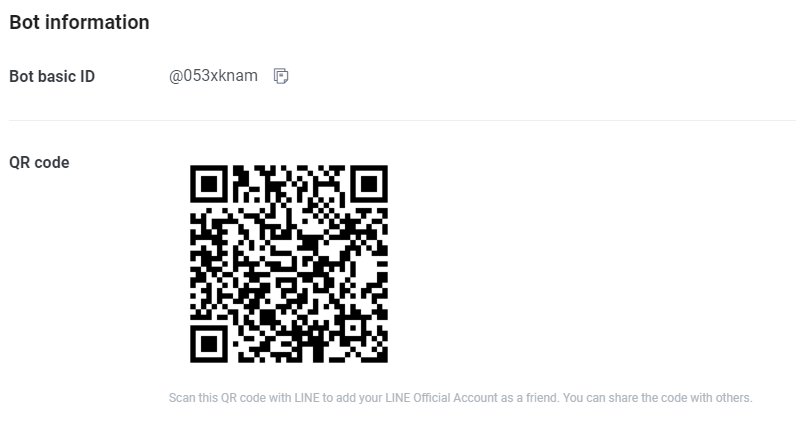 Bot information
Bot basic ID @053xknam
QR code
Scan this QR code with LINE to add your LINE Official Account as a friend. You can share the code with others.